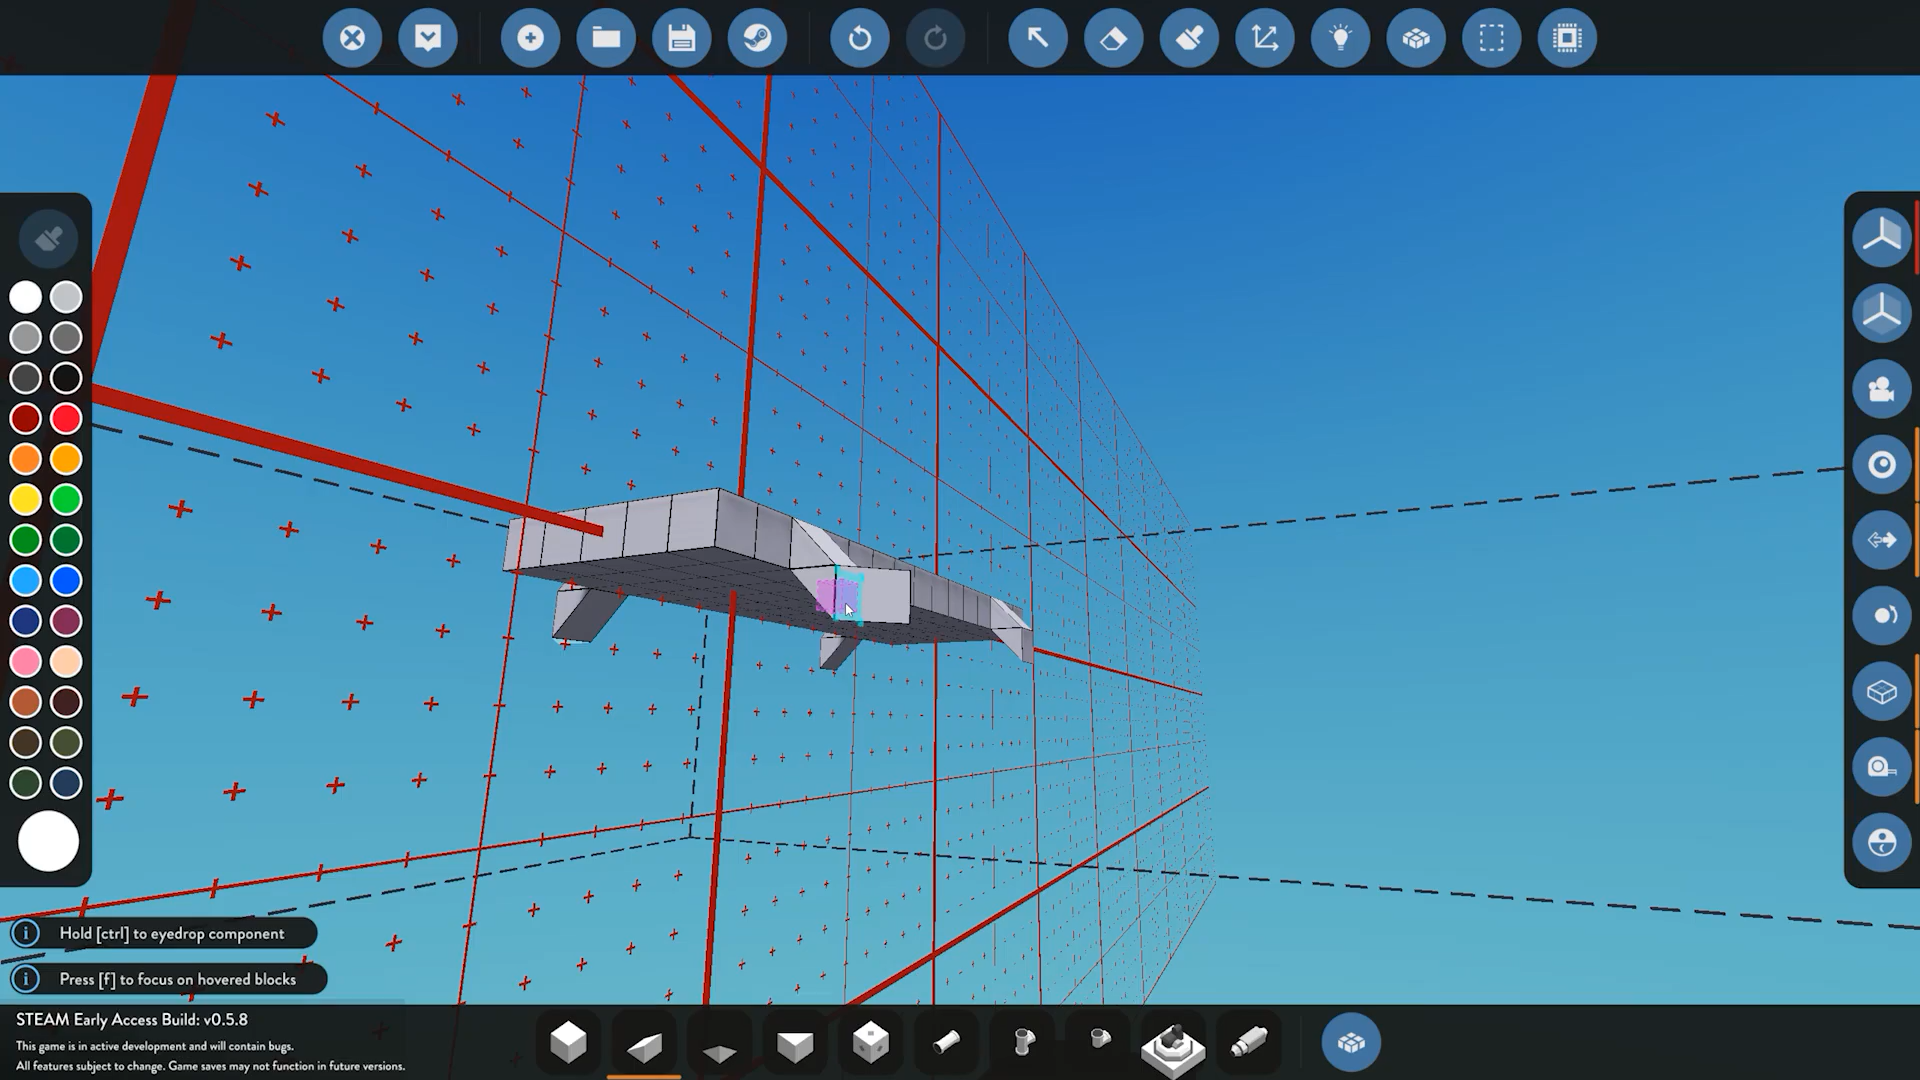 Hold [ctrl] to eyedrop component
Press [f] to focus on hovered blocks
STEAM Early Access Build: v0.5.8
This game is in active development and will contain bugs.
All features subject to change. Game saves may not function in future versions.